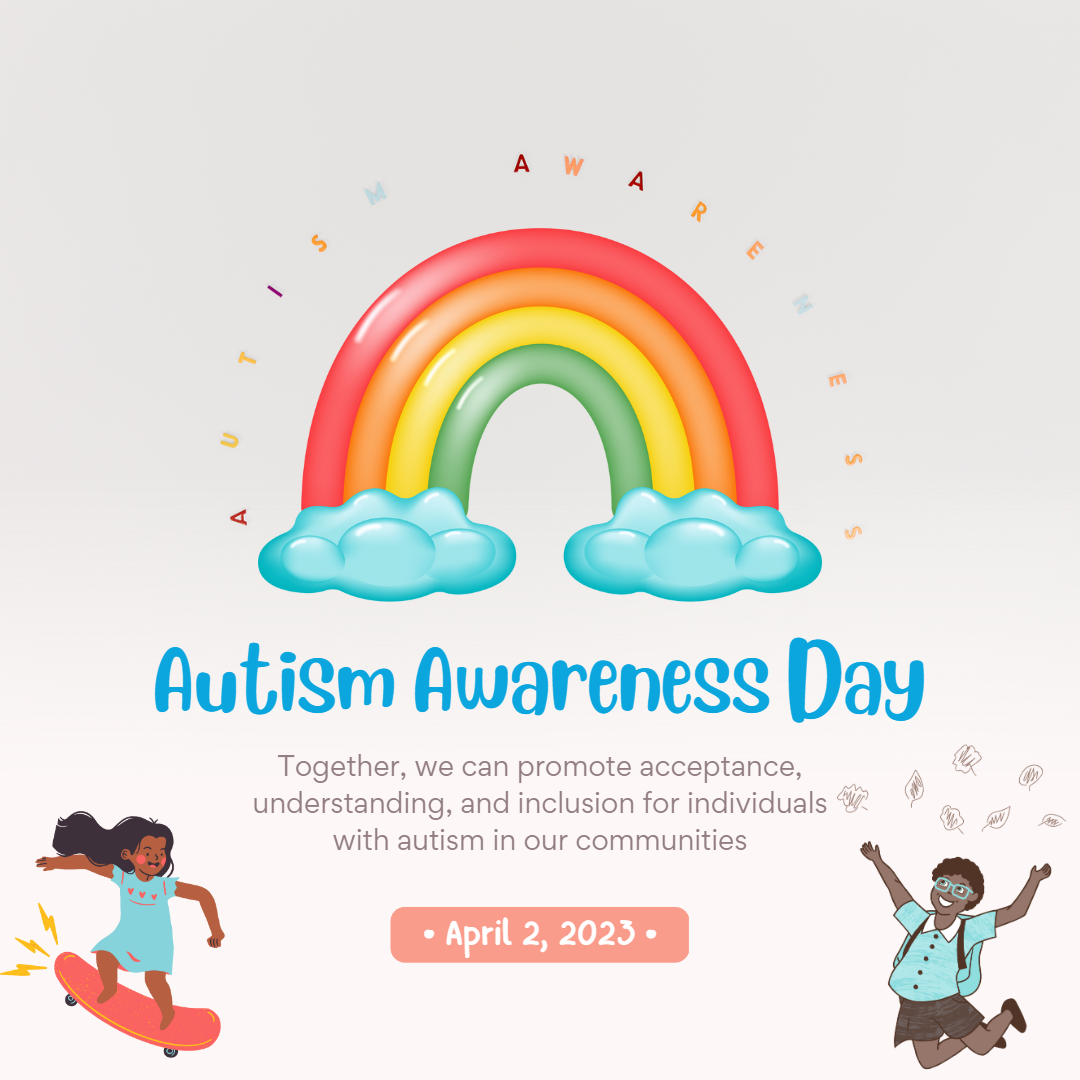 AUTISM AWARENESS
Autism Awareness Day
Together, we can promote acceptance,
understanding, and inclusion for individuals
with autism in our communities
• April 2, 2023 •